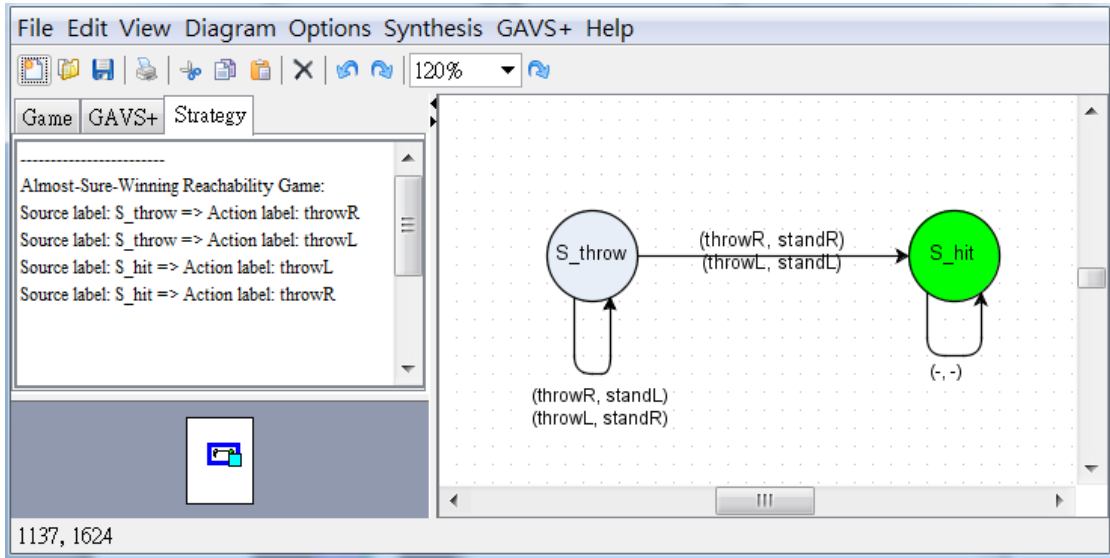 File Edit View Diagram Options Synthesis GAVS+ Help
120%
Game GAVS+ Strategy
------------------------
Almost-Sure-Winning Reachability Game:
Source label: S_throw => Action label: throwR
Source label: S_throw => Action label: throwL
Source label: S_hit => Action label: throwL
Source label: S_hit => Action label: throwR
S_throw
(throwR, standR)
(throwL, standL)
S_hit
(-, -)
(throwR, standL)
(throwL, standR)
1137, 1624